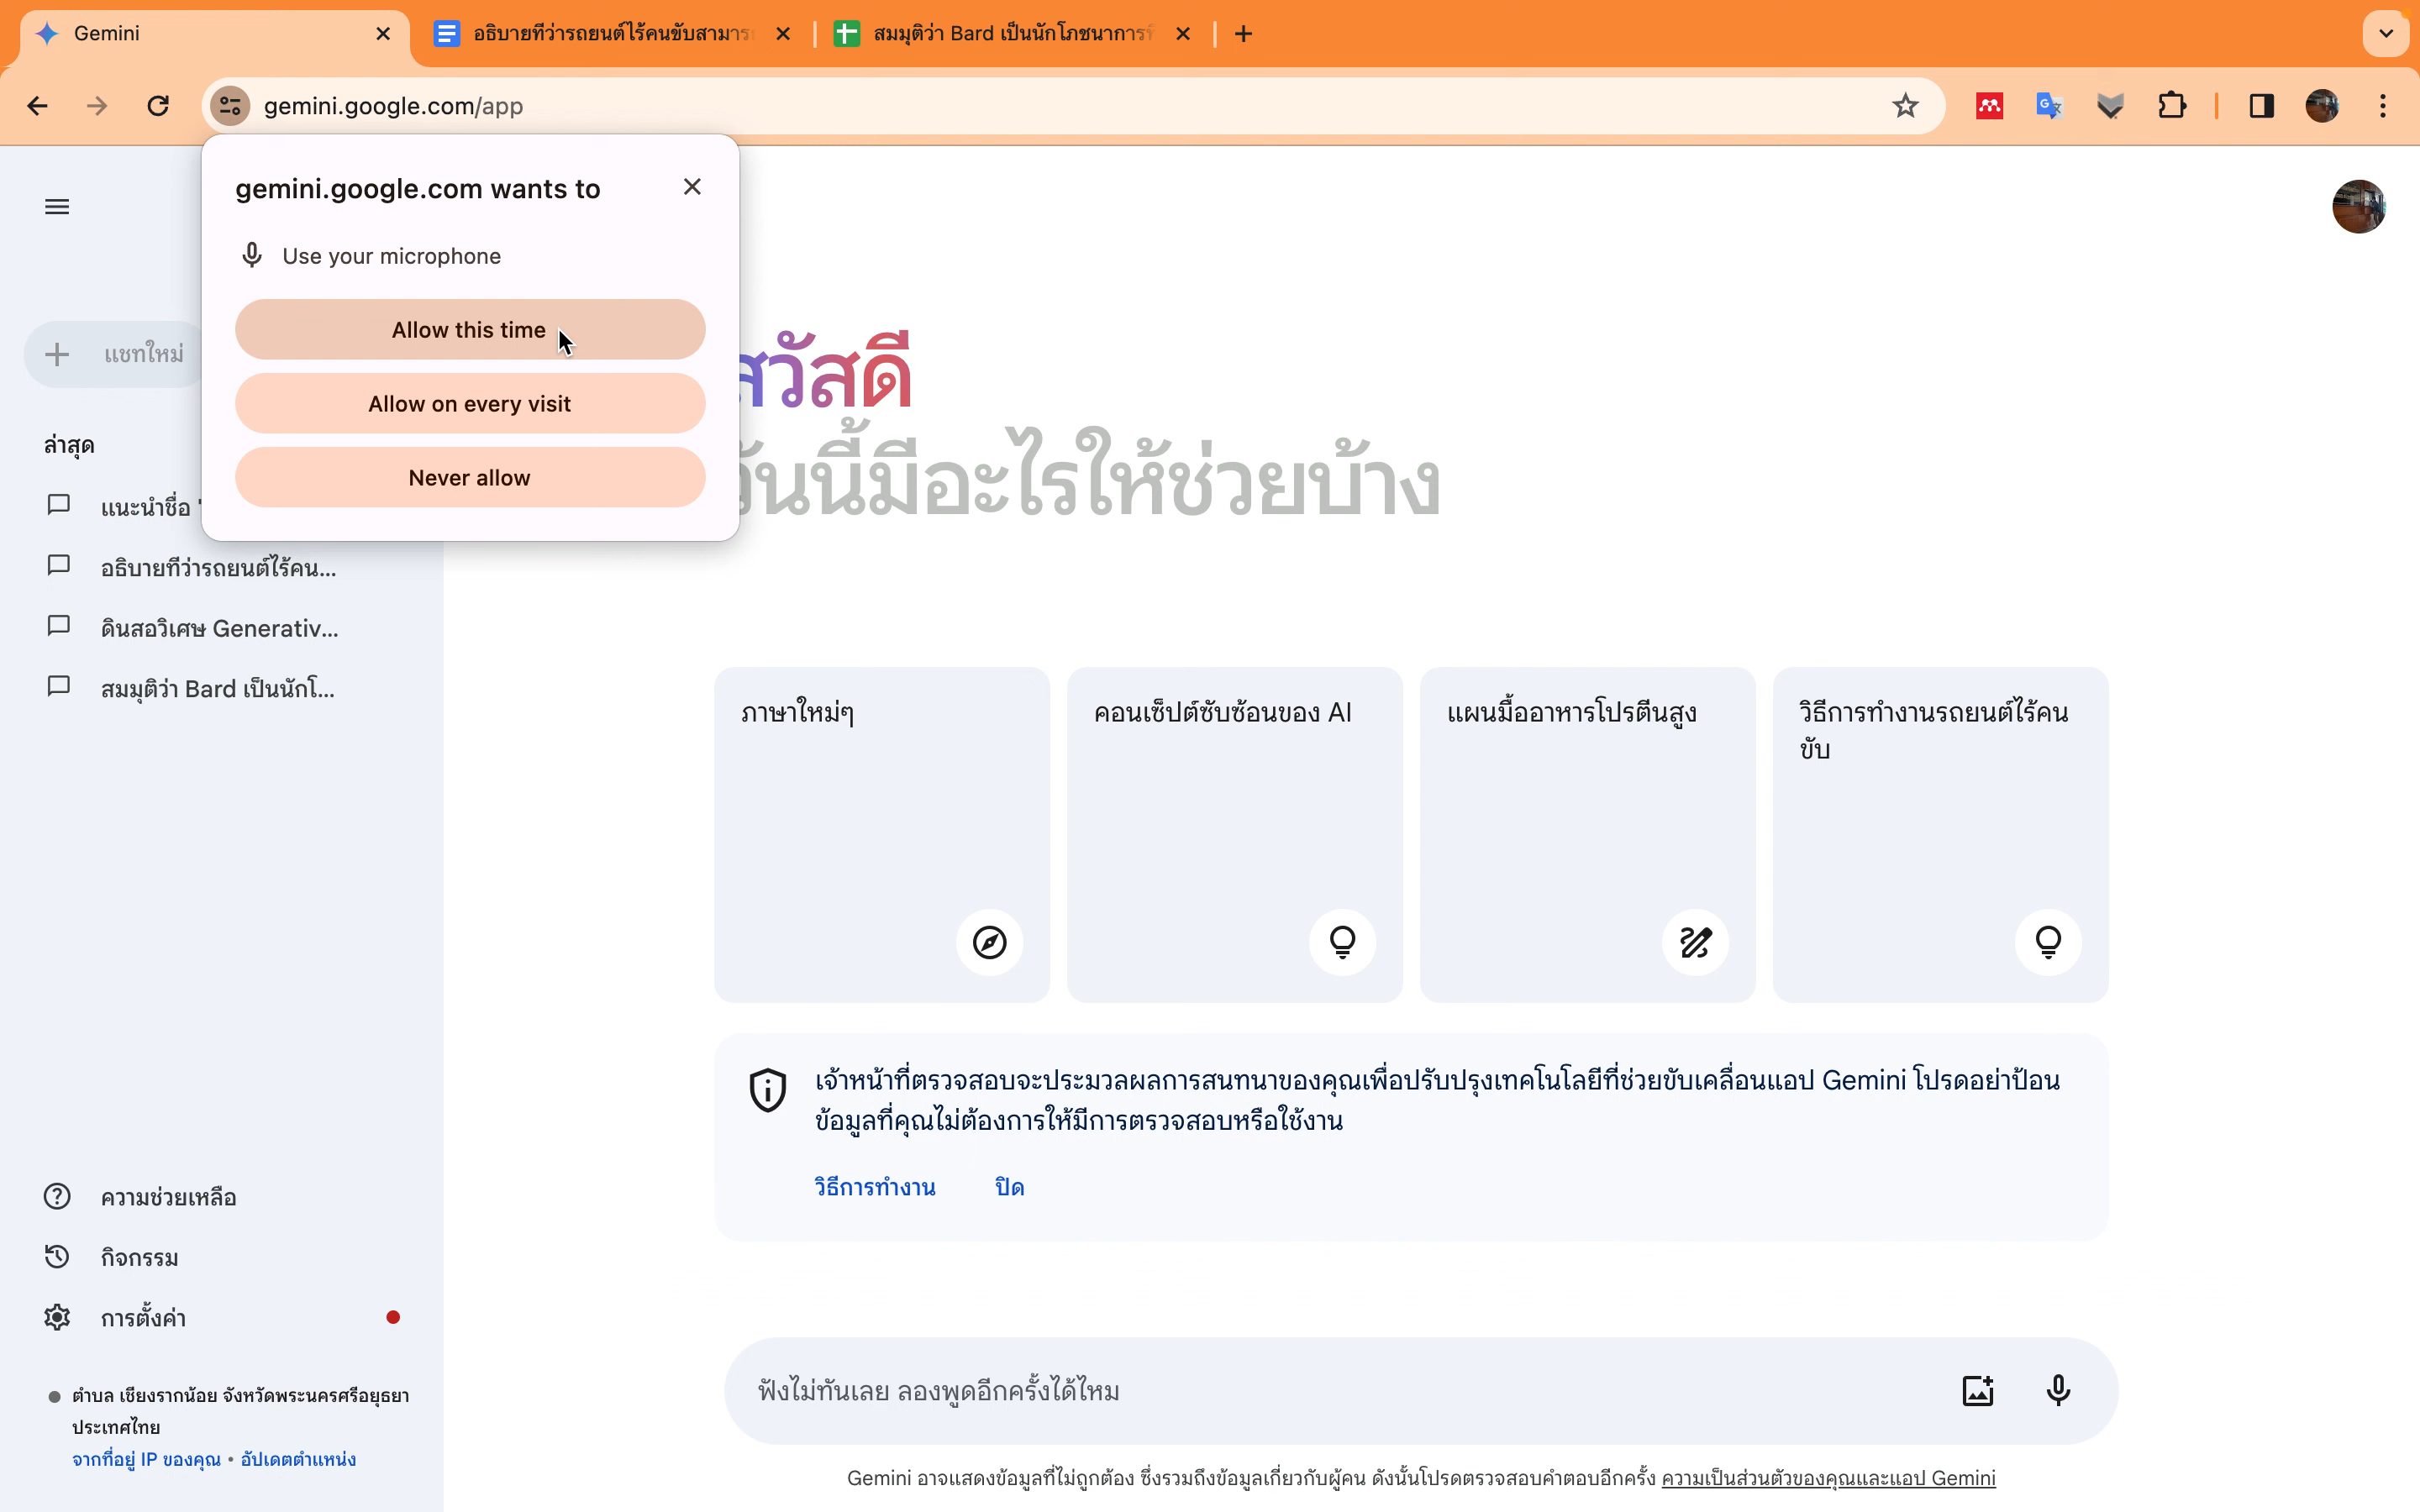 Gemini
อธิบายทีว่ารถยนต์ไร้คนขับสามาร
สมมุติว่า Bard เป็นนักโภชนาการ
gemini.google.com/app
gemini.google.com wants to
Use your microphone
Allow this time
Allow on every visit
Never allow
แชทใหม่
ล่าสุด
แนะนำชื่อ '
อธิบายทีว่ารถยนต์ไร้คน...
ดินสอวิเศษ Generativ...
สมมุติว่า Bard เป็นนักโ...
สวัสดี
วันนี้มีอะไรให้ช่วยบ้าง
ภาษาใหม่ๆ
คอนเซ็ปต์ซับซ้อนของ AI
แผนมื้ออาหารโปรตีนสูง
วิธีการทำงานรถยนต์ไร้คน
ขับ
เจ้าหน้าที่ตรวจสอบจะประมวลผลการสนทนาของคุณเพื่อปรับปรุงเทคโนโลยีที่ช่วยขับเคลื่อนแอป Gemini โปรดอย่าป้อน
ข้อมูลที่คุณไม่ต้องการให้มีการตรวจสอบหรือใช้งาน
วิธีการทำงาน ปิด
ความช่วยเหลือ
กิจกรรม
การตั้งค่า
ตำบล เชียงรากน้อย จังหวัดพระนครศรีอยุธยา
ประเทศไทย
จากที่อยู่ IP ของคุณ • อัปเดตตำแหน่ง
ฟังไม่ทันเลย ลองพูดอีกครั้งได้ไหม
Gemini อาจแสดงข้อมูลที่ไม่ถูกต้อง ซึ่งรวมถึงข้อมูลเกี่ยวกับผู้คน ดังนั้นโปรดตรวจสอบคำตอบอีกครั้ง ความเป็นส่วนตัวของคุณและแอป Gemini